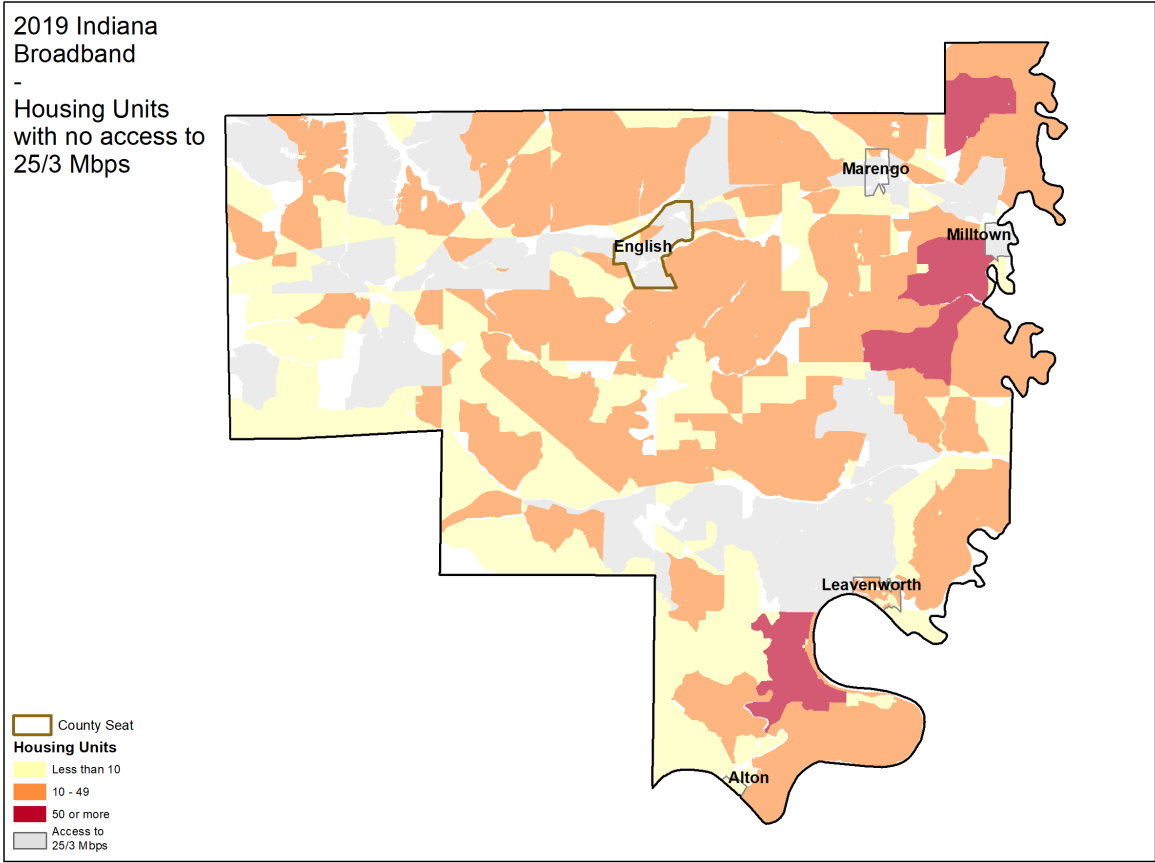 2019 Indiana
Broadband
-
Housing Units
with no access to
25/3 Mbps
Marengo
Milltown
English
Leavenworth
Alton
County Seat
Housing Units
Less than 10
10 - 49
50 or more
Access to
25/3 Mbps